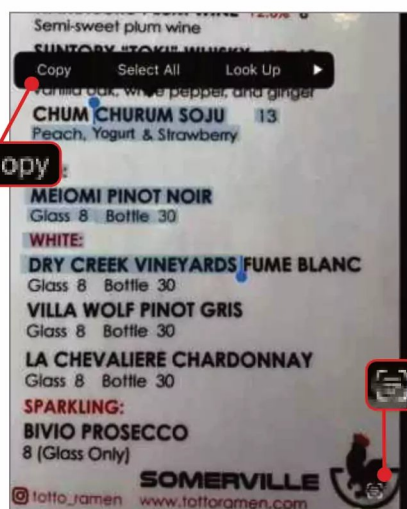 Semi-sweet plum wine
Copy Select All Look Up
Vanilla oak, white pepper, and ginger
CHUM CHURUM SOJU 13
Peach, Yogurt & Strawberry
opy
MEIOMI PINOT NOIR
Glass 8 Bottle 30
WHITE:
DRY CREEK VINEYARDS FUME BLANC
Glass 8 Bottle 30
VILLA WOLF PINOT GRIS
Glass 8 Bottle 30
LA CHEVALIERE CHARDONNAY
Glass 8 Bottle 30
SPARKLING:
BIVIO PROSECCO
8 (Glass Only)
SOMERVILLE
totto_ramen www.tottoramen.com